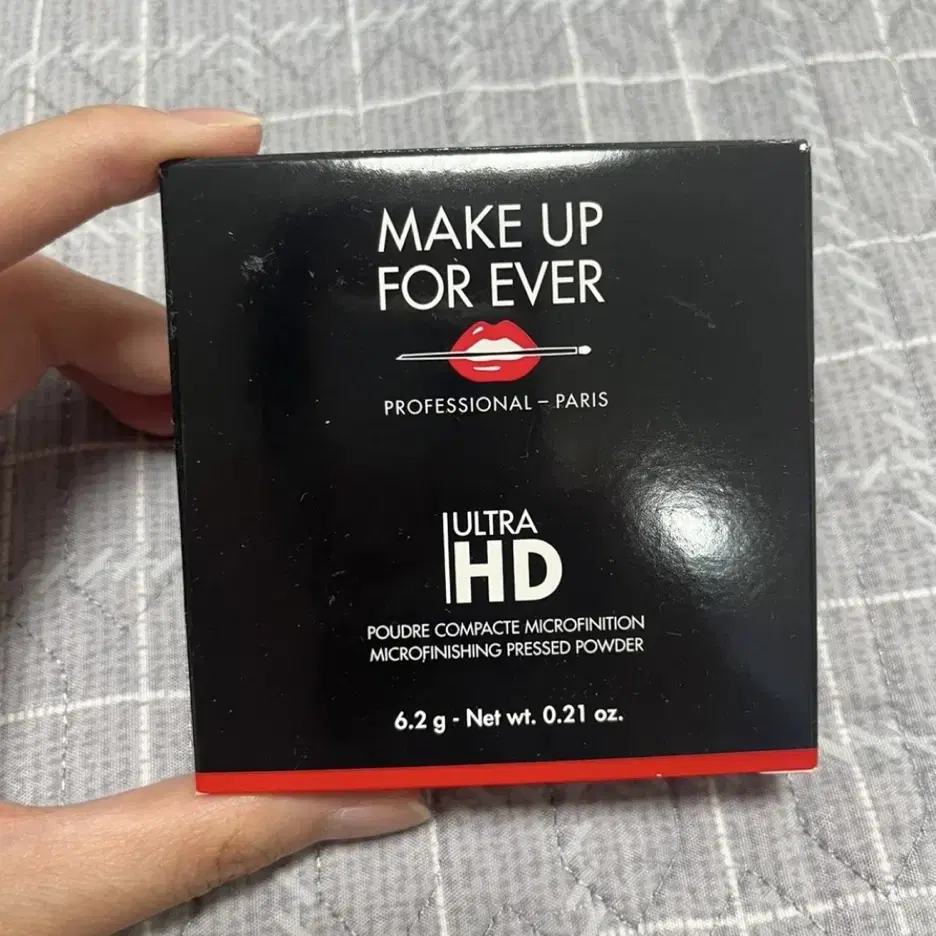 MAKE UP
FOR EVER
PROFESSIONAL – PARIS
ULTRA
HD
POUDRE COMPACTE MICROFINITION
MICROFINISHING PRESSED POWDER
6.2 g - Net wt. 0.21 oz.